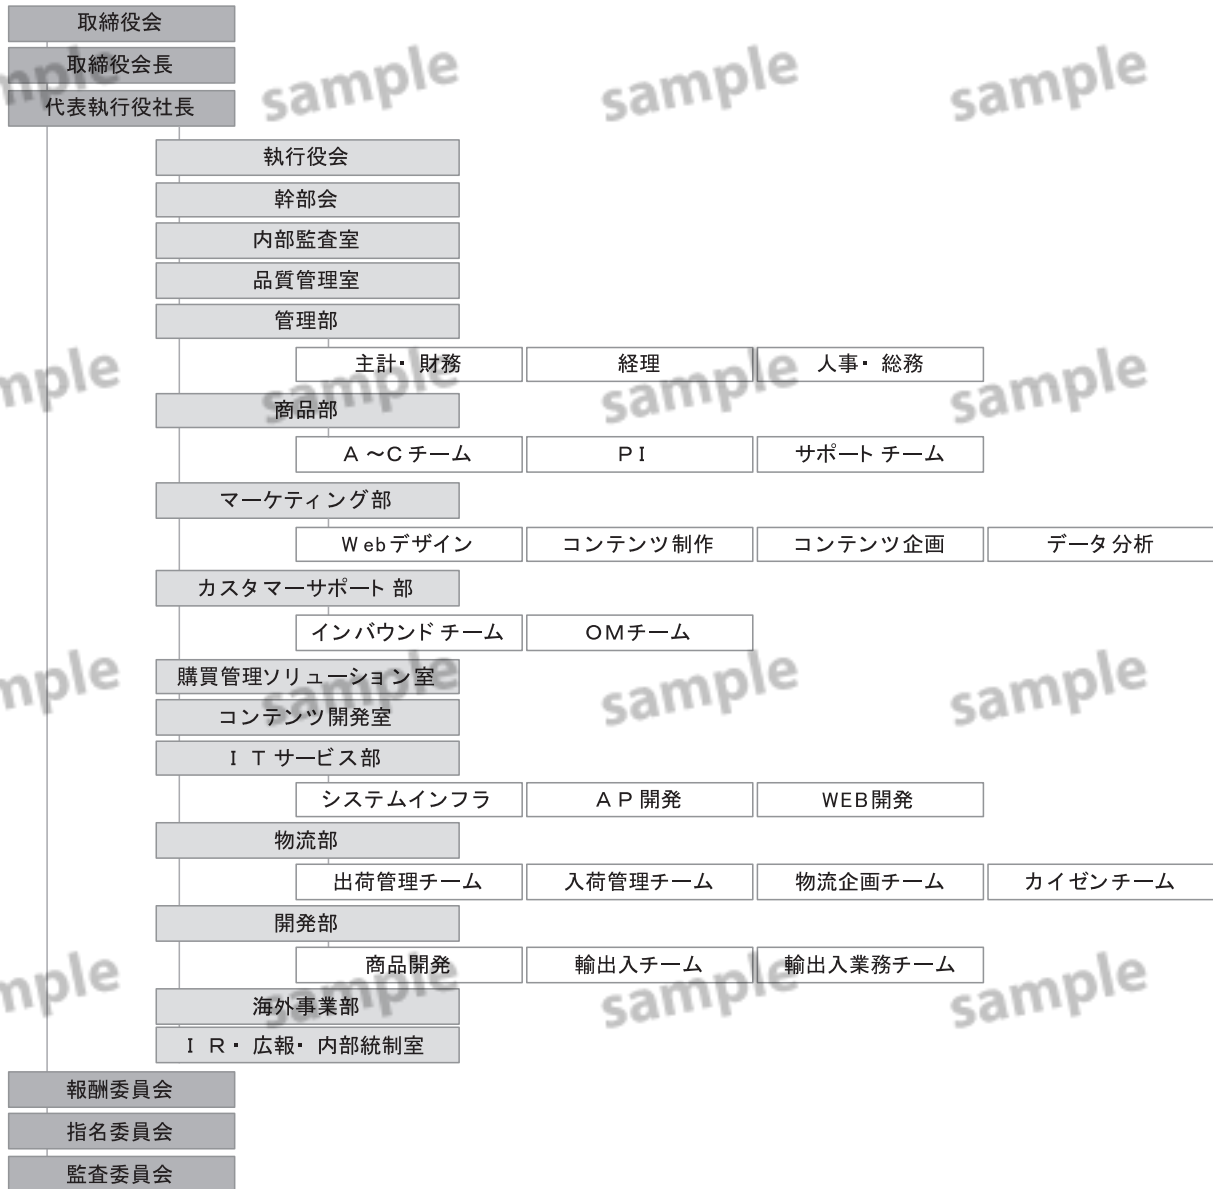 取締役会
取締役会長
代表執行役社長
sample sample sample sample
執行役会
幹部会
内部監査室
品質管理室
管理部
主計・財務 経理 人事・総務
sample sample sample sample
商品部
A～Cチーム PI サポートチーム
マーケティング部
Webデザイン コンテンツ制作 コンテンツ企画 データ分析
カスタマーサポート部
インバウンドチーム OMチーム
購買管理ソリューション室
sample sample sample sample
コンテンツ開発室
ITサービス部
システムインフラ AP開発 WEB開発
物流部
出荷管理チーム 入荷管理チーム 物流企画チーム カイゼンチーム
開発部
商品開発 輸出入チーム 輸出入業務チーム
sample sample sample sample
海外事業部
IR・広報・内部統制室
報酬委員会
指名委員会
監査委員会